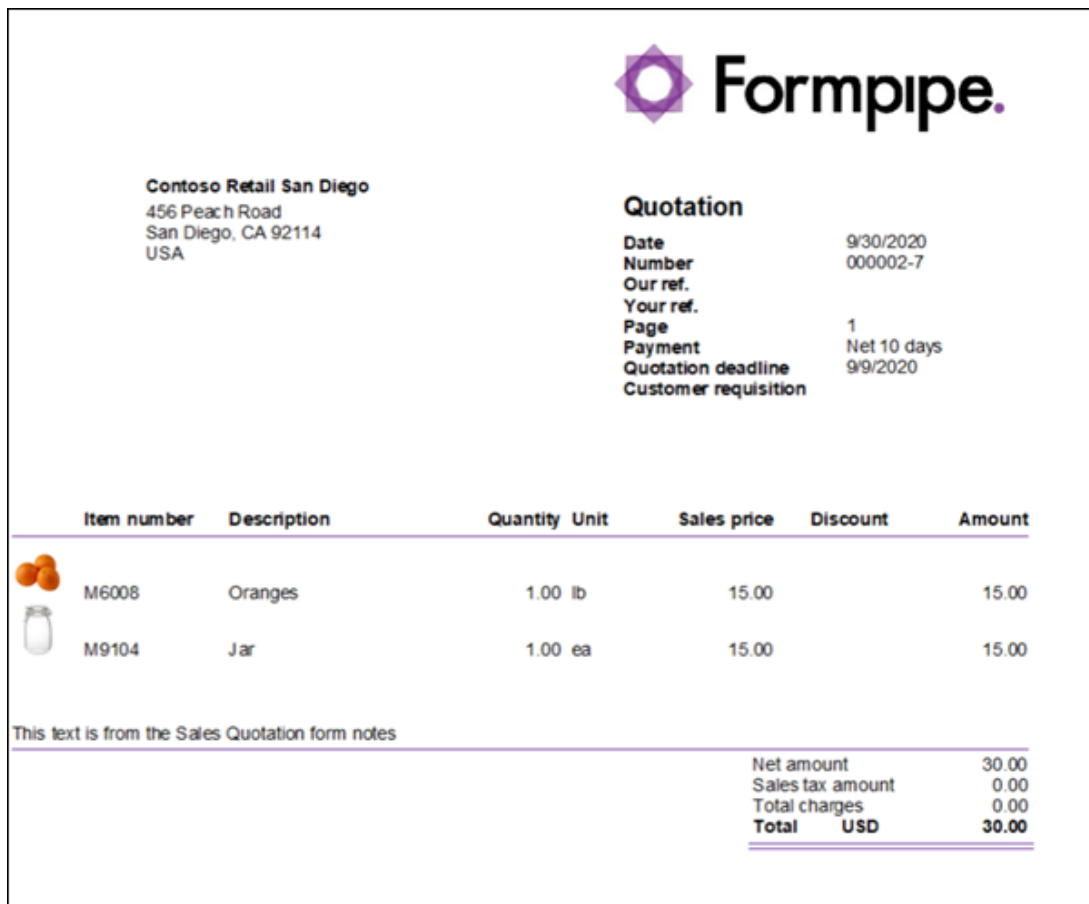 Formpipe.
Contoso Retail San Diego
456 Peach Road
San Diego, CA 92114
USA
Quotation
Date 9/30/2020
Number 000002-7
Our ref.
Your ref.
Page 1
Payment Net 10 days
Quotation deadline 9/9/2020
Customer requisition
Item number Description Quantity Unit Sales price Discount Amount
M6008 Oranges 1.00 lb 15.00 15.00
M9104 Jar 1.00 ea 15.00 15.00
This text is from the Sales Quotation form notes
Net amount 30.00
Sales tax amount 0.00
Total charges 0.00
Total USD 30.00